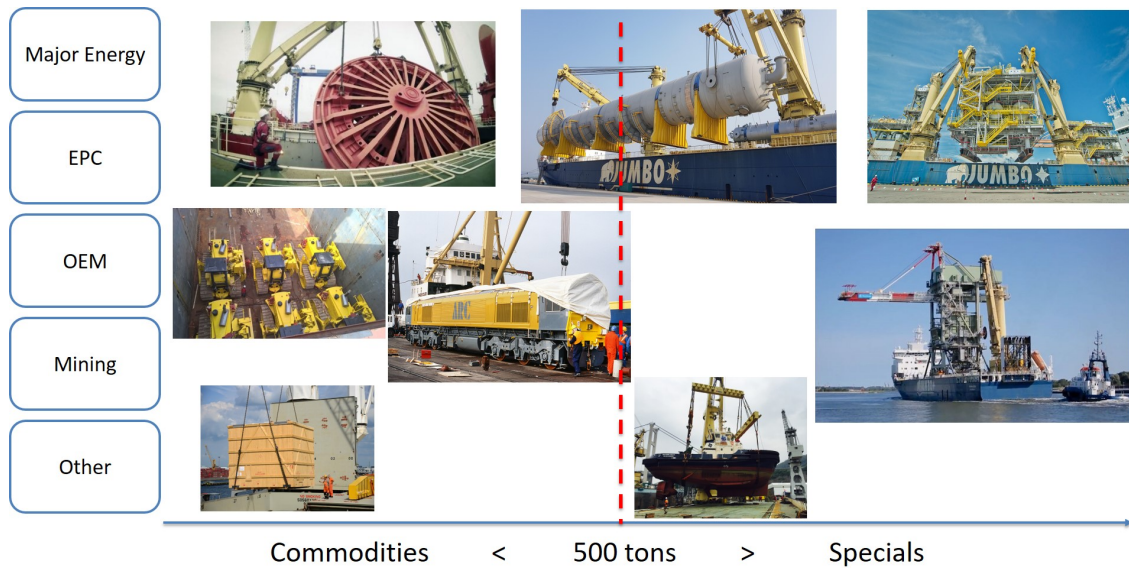 Major Energy
EPC
OEM
Mining
Other
JUMBO
JUMBO
ARC
Commodities < 500 tons > Specials